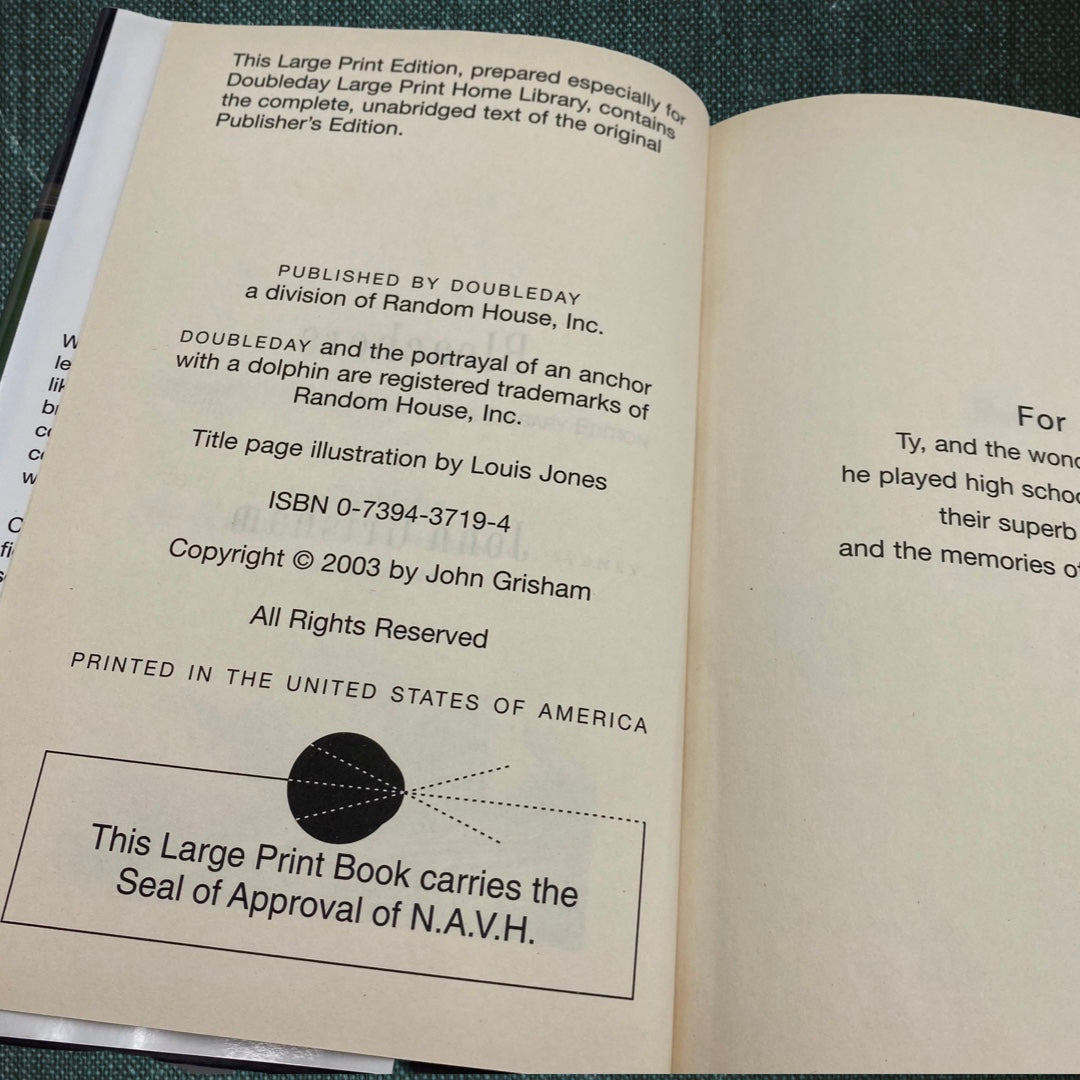 This Large Print Edition, prepared especially for
Doubleday Large Print Home Library, contains
the complete, unabridged text of the original
Publisher's Edition.
PUBLISHED BY DOUBLEDAY
a division of Random House, Inc.
DOUBLEDAY and the portrayal of an anchor
with a dolphin are registered trademarks of
Random House, Inc.
Title page illustration by Louis Jones
ISBN 0-7394-3719-4
Copyright © 2003 by John Grisham
All Rights Reserved
PRINTED IN THE UNITED STATES OF AMERICA
This Large Print Book carries the
Seal of Approval of N.A.V.H.
For
Ty, and the
he played high
their superb
and the memories